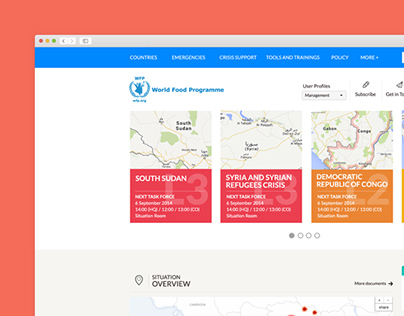 COUNTRIES EMERGENCIES CRISIS SUPPORT TOOLS AND TRAININGS POLICY MORE +
WFP
wfp.org
World Food Programme
User Profiles
Management
Subscribe
Get in To
South
Sudan
Gabon
Congo
SOUTH SUDAN
L3
NEXT TASK FORCE
6 September 2014
14:00 (HQ) / 12:00 / 13:00 (CO)
Situation Room
SYRIA AND SYRIAN
REFUGEES CRISIS
L3
NEXT TASK FORCE
6 September 2014
14:00 (HQ) / 12:00 / 13:00 (CO)
Situation Room
DEMOCRATIC
REPUBLIC OF CONGO
L2
NEXT TASK FORCE
6 September 2014
14:00 (HQ) / 12:00 / 13:00 (CO)
Situation Room
SITUATION
OVERVIEW
More documents
share